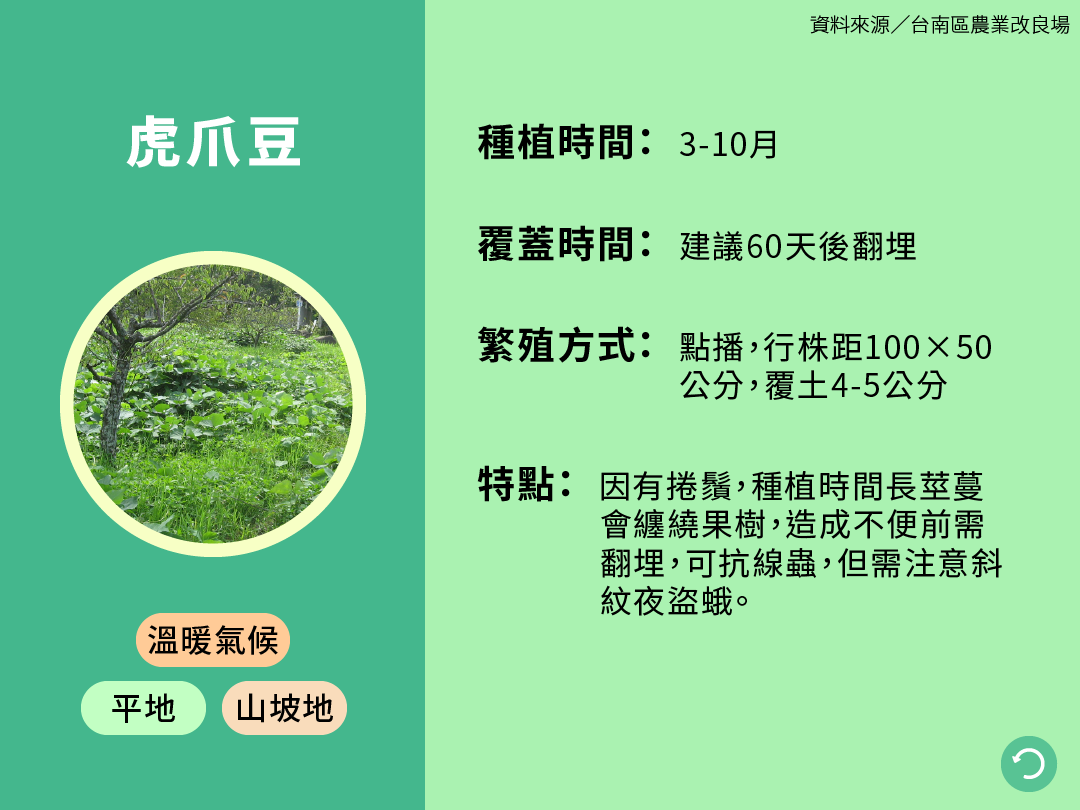 資料來源／台南區農業改良場
虎爪豆
溫暖氣候
平地
山坡地
種植時間： 3-10月
覆蓋時間： 建議60天後翻埋
繁殖方式： 點播，行株距100×50
公分，覆土4-5公分
特點： 因有捲鬚，種植時間長莖蔓
會纏繞果樹，造成不便前需
翻埋，可抗線蟲，但需注意斜
紋夜盜蛾。